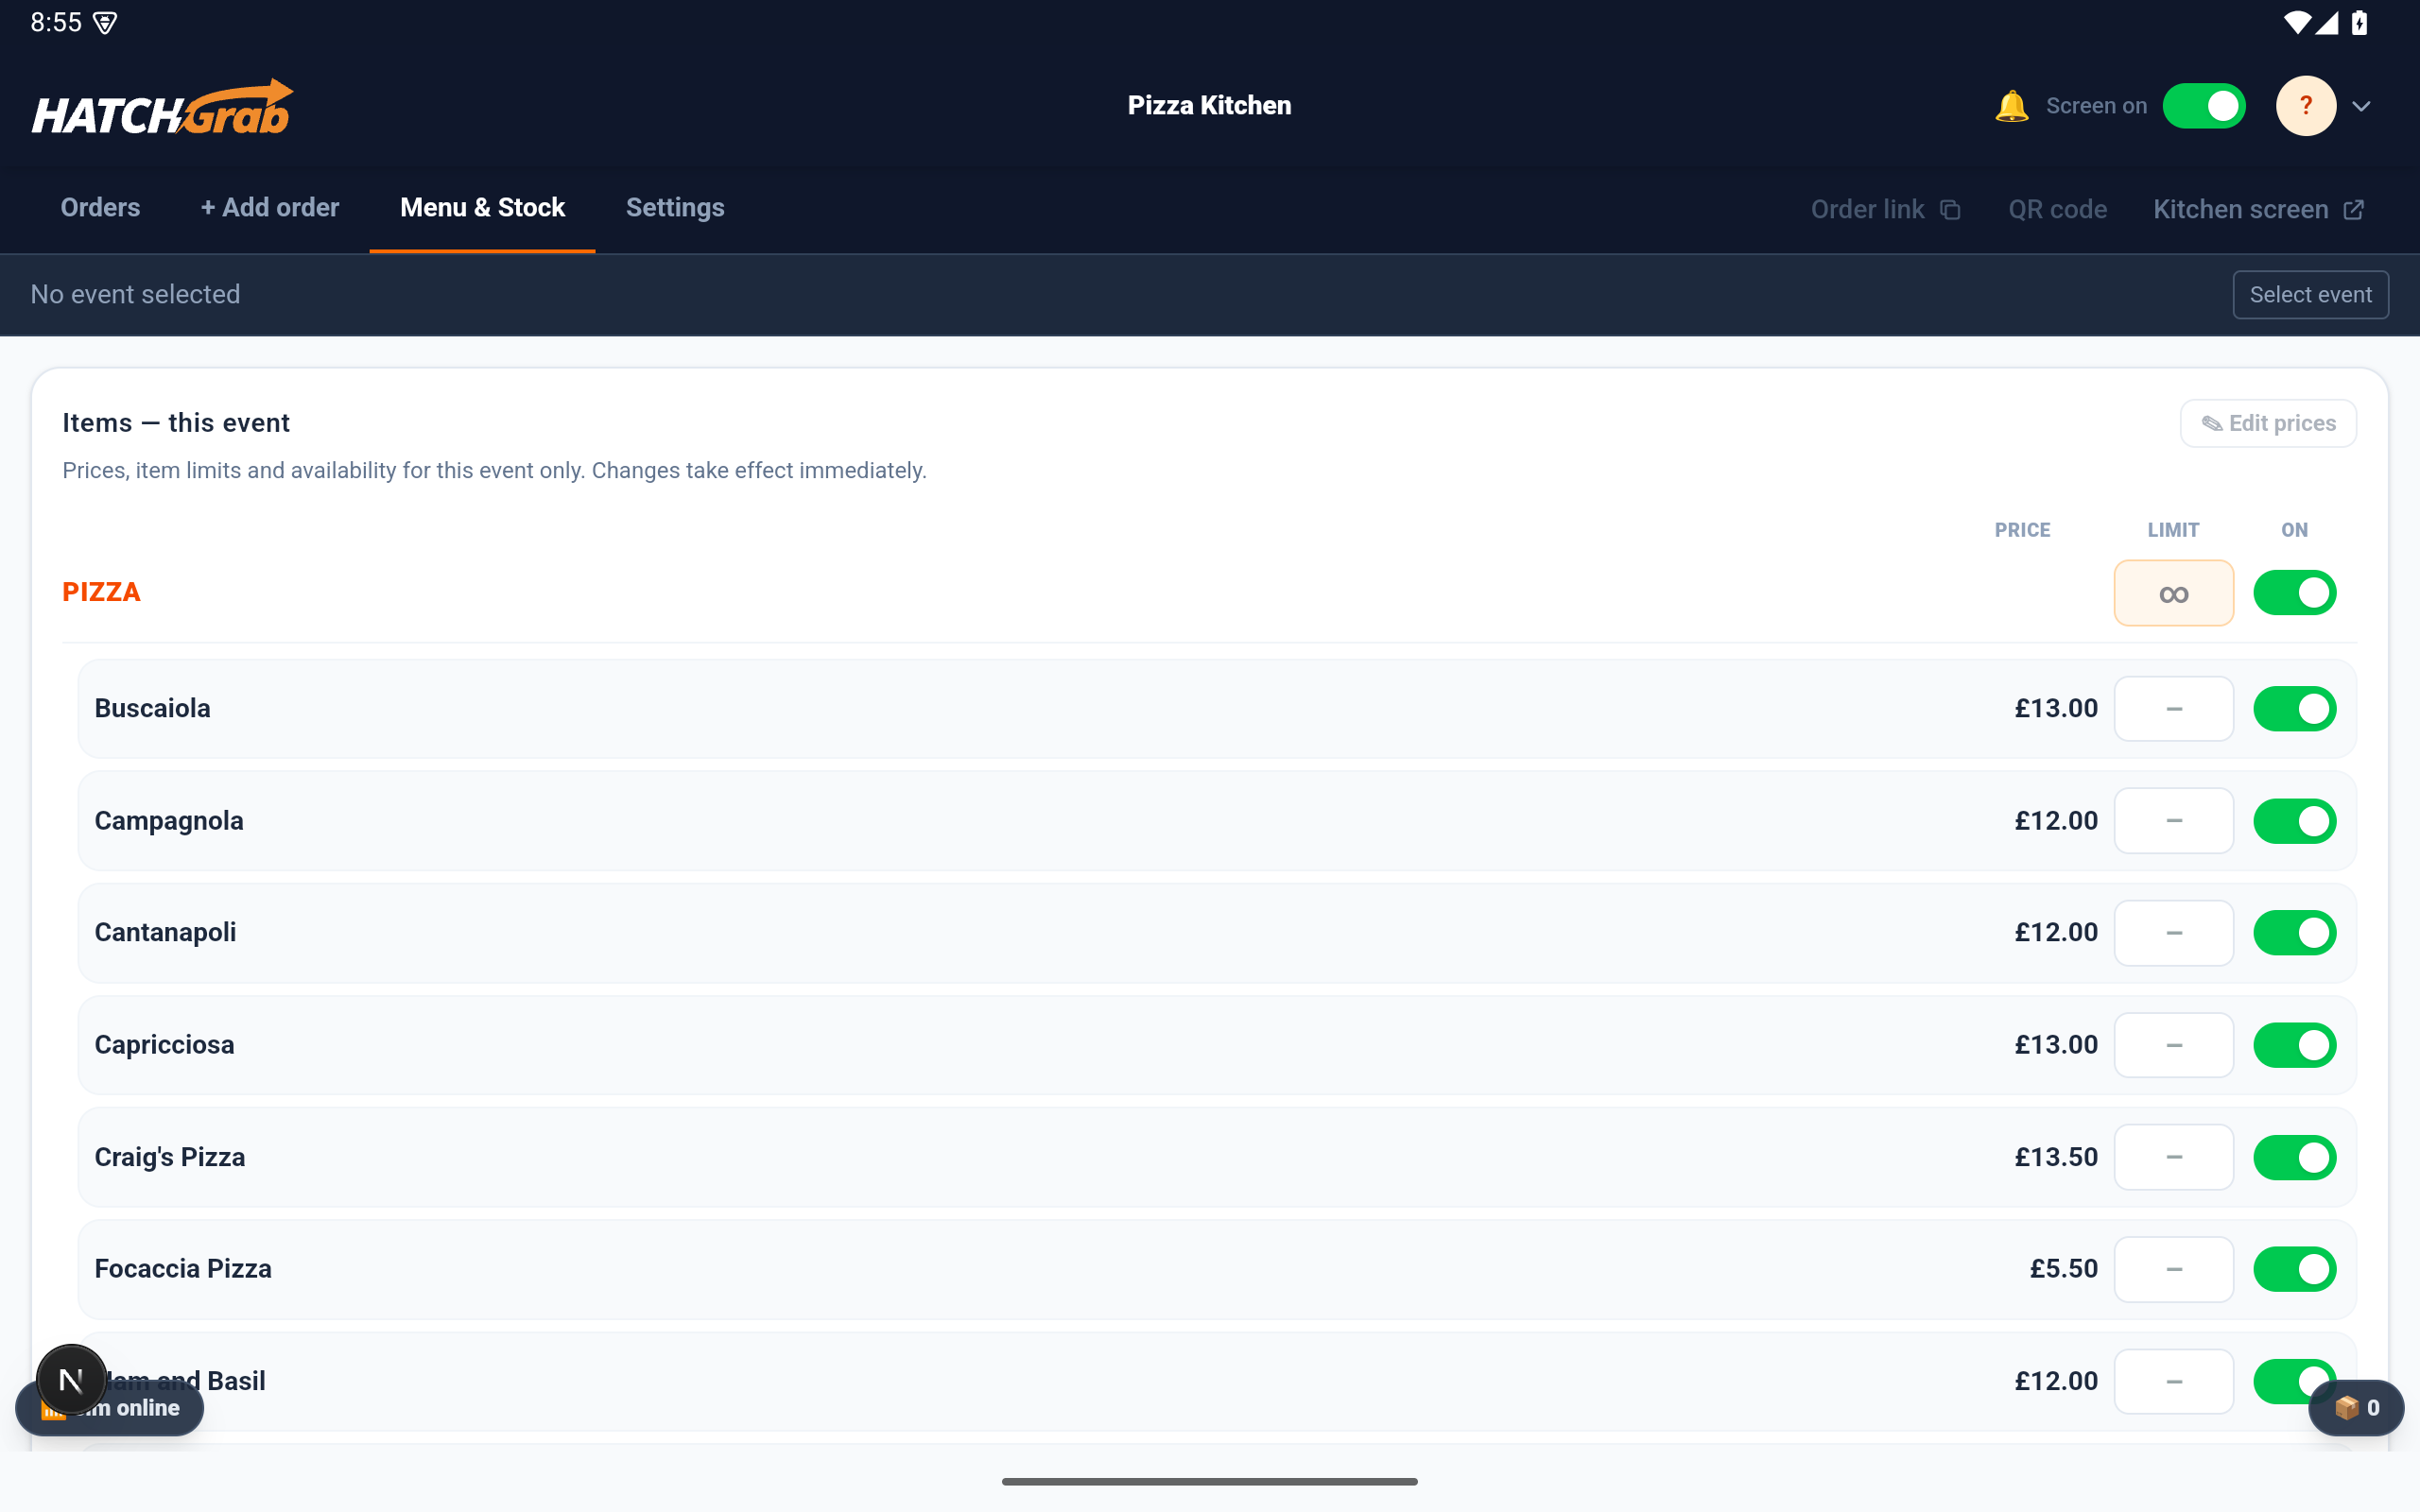 8:55
HATCHGrab
Pizza Kitchen
Screen on
?
Orders
+ Add order
Menu & Stock
Settings
Order link
QR code
Kitchen screen
No event selected
Select event
Items — this event
Edit prices
Prices, item limits and availability for this event only. Changes take effect immediately.
PRICE LIMIT ON
PIZZA ∞
Buscaiola £13.00 –
Campagnola £12.00 –
Cantanapoli £12.00 –
Capricciosa £13.00 –
Craig's Pizza £13.50 –
Focaccia Pizza £5.50 –
and Basil £12.00 –
N
online
0